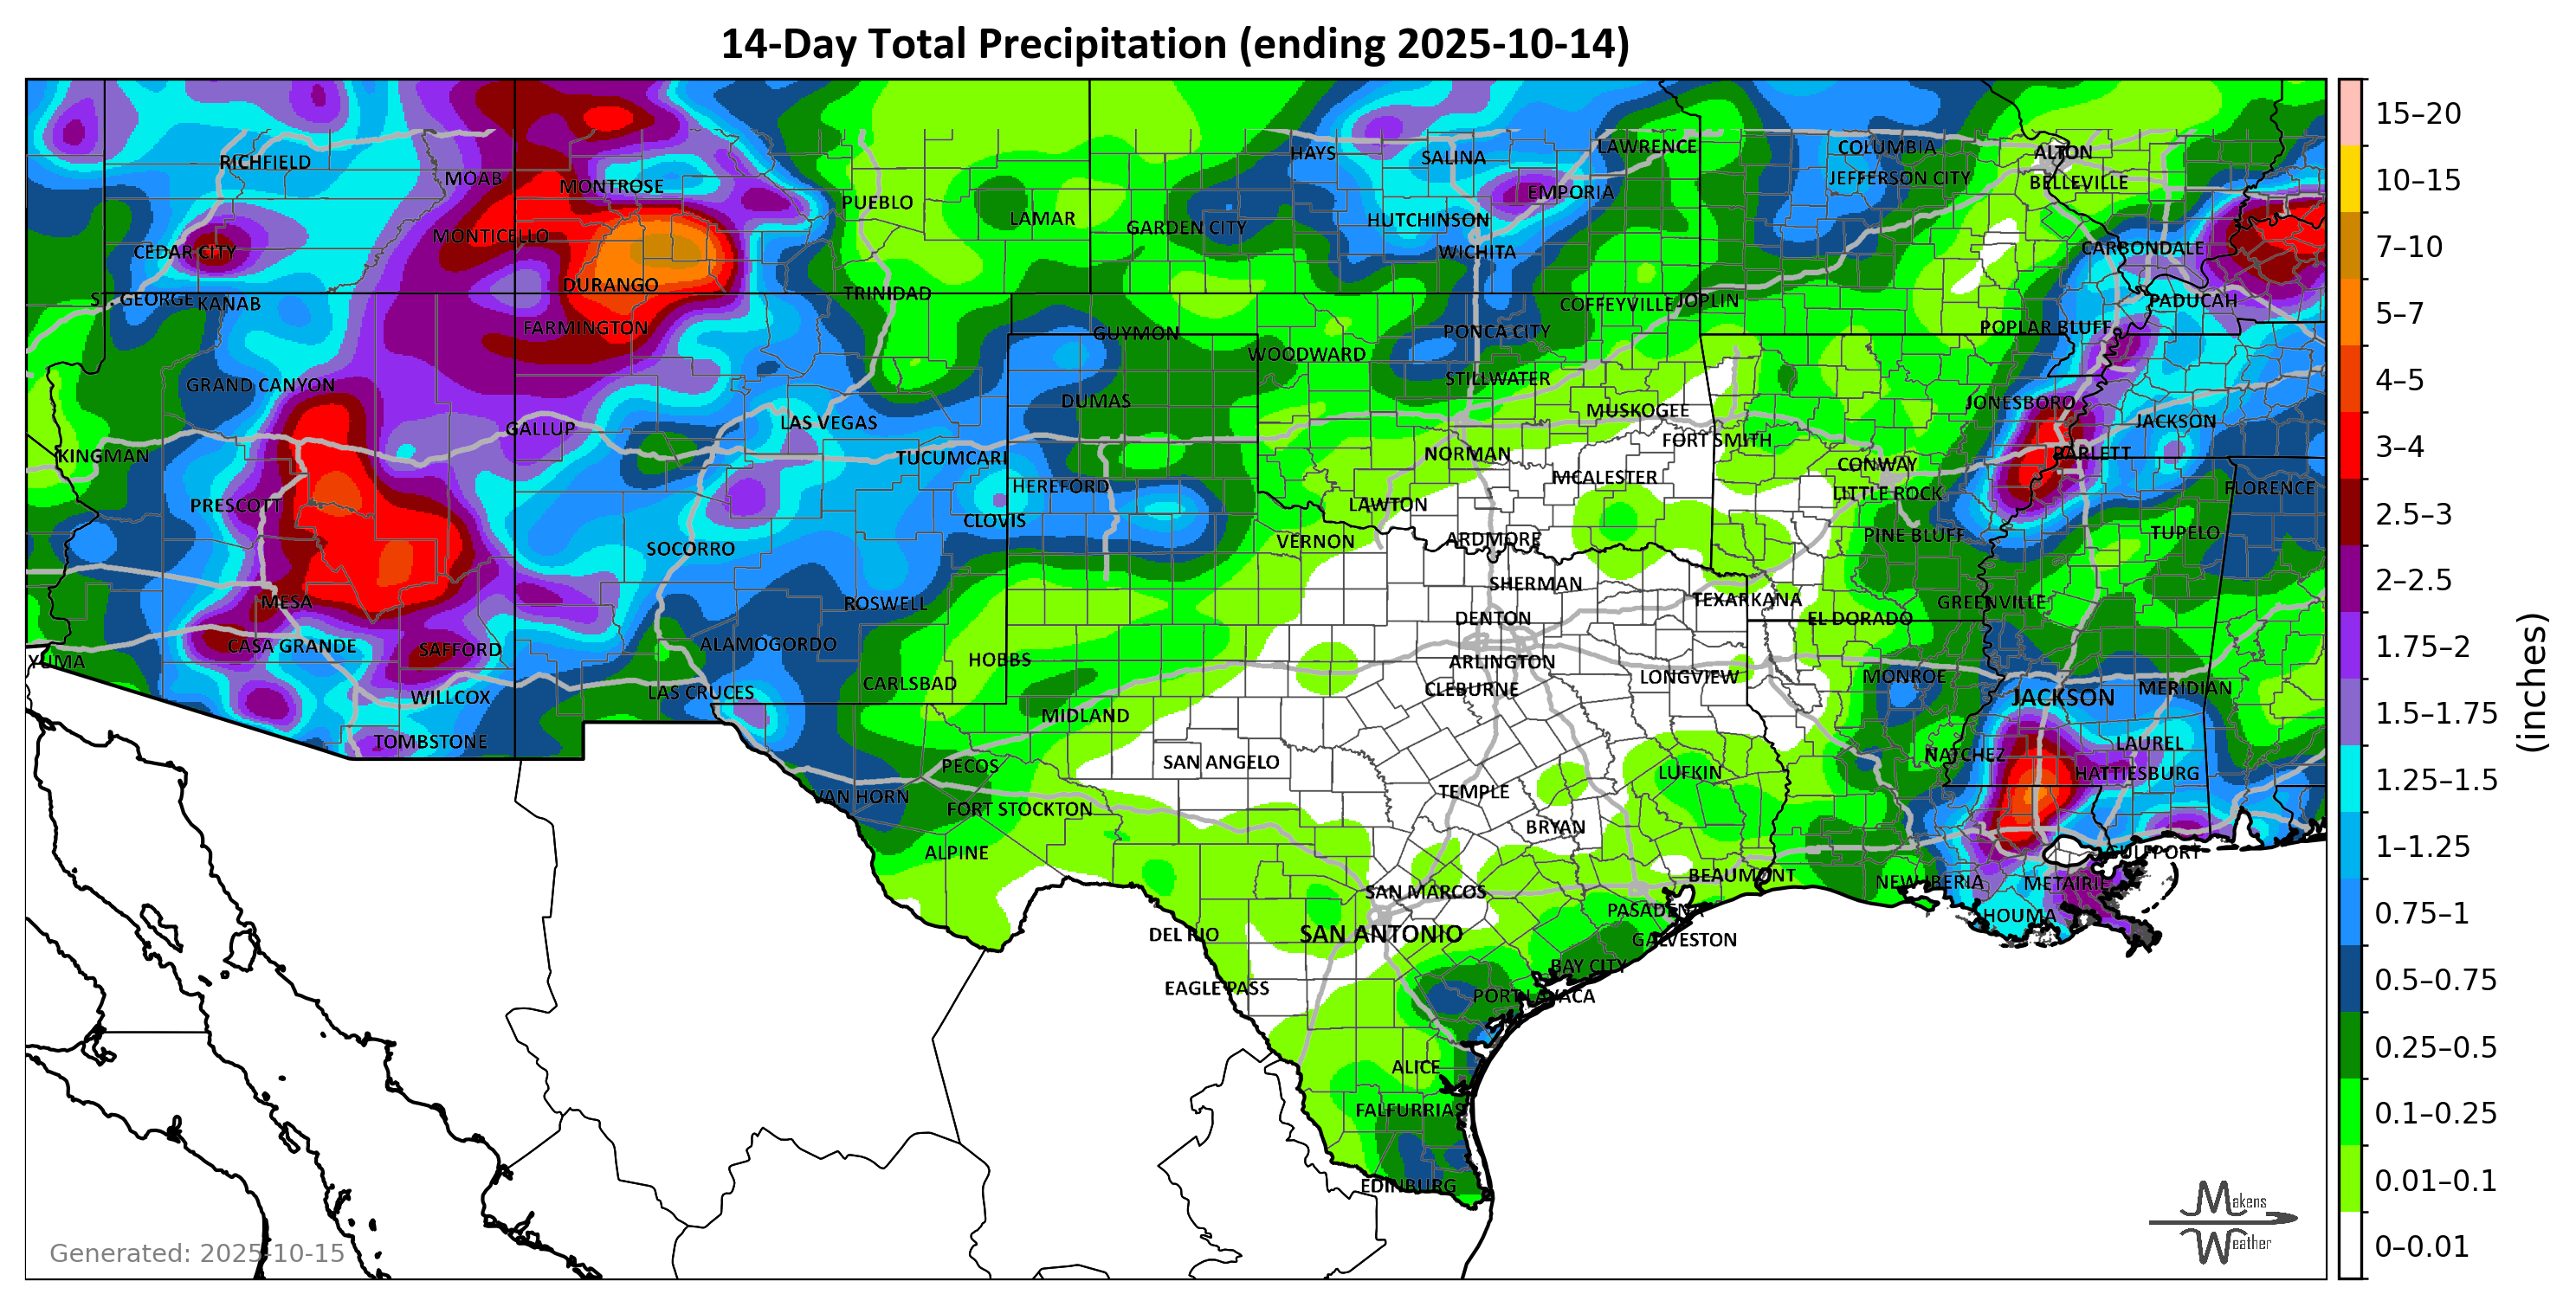 14-Day Total Precipitation (ending 2025-10-14)
HAYS
SALINA
LAWRENCE
COLUMBIA
ALTON
RICHFIELD
MOAB
MONTROSE
JEFFERSON CITY
BELLEVILLE
PUEBLO
LAMAR
EMPORIA
GARDEN CITY
HUTCHINSON
MONTICELLO
WICHITA
CARBONDALE
CEDAR CITY
DURANGO
TRINIDAD
ST. GEORGE
KANAB
COFFEYVILLE
JOPLIN
PADUCAH
FARMINGTON
GUYMON
PONCA CITY
POPLAR BLUFF
WOODWARD
GRAND CANYON
STILLWATER
DUMAS
MUSKOGEE
JONESBORO
GALLUP
LAS VEGAS
JACKSON
KINGMAN
TUCUMCARI
NORMAN
FORT SMITH
BARLETT
CONWAY
PRESCOTT
HEREFORD
LAWTON
MCALESTER
LITTLE ROCK
FLORENCE
CLOVIS
SOCORRO
VERNON
ARDMORE
PINE BLUFF
TUPELO
SHERMAN
MESA
ROSWELL
DENTON
TEXARKANA
GREENVILLE
EL DORADO
CASA GRANDE
SAFFORD
ALAMOGORDO
YUMA
HOBBS
ARLINGTON
CARLSBAD
CLEBURNE
LONGVIEW
MONROE
WILLCOX
LAS CRUCES
JACKSON
MERIDIAN
MIDLAND
TOMBSTONE
PECOS
SAN ANGELO
LUFKIN
NATCHEZ
LAUREL
HATTIESBURG
VAN HORN
FORT STOCKTON
TEMPLE
BRYAN
ALPINE
GULFPORT
SAN MARCOS
BEAUMONT
NEW IBERIA
METAIRIE
PASADENA
HOUMA
DEL RIO
SAN ANTONIO
GALVESTON
BAY CITY
EAGLE PASS
PORT LAVACA
ALICE
FALFURRIAS
EDINBURG
15–20
10–15
7–10
5–7
4–5
3–4
2.5–3
2–2.5
1.75–2
1.5–1.75
1.25–1.5
1–1.25
0.75–1
0.5–0.75
0.25–0.5
0.1–0.25
0.01–0.1
0–0.01
(inches)
Generated: 2025-10-15
Makens
Weather